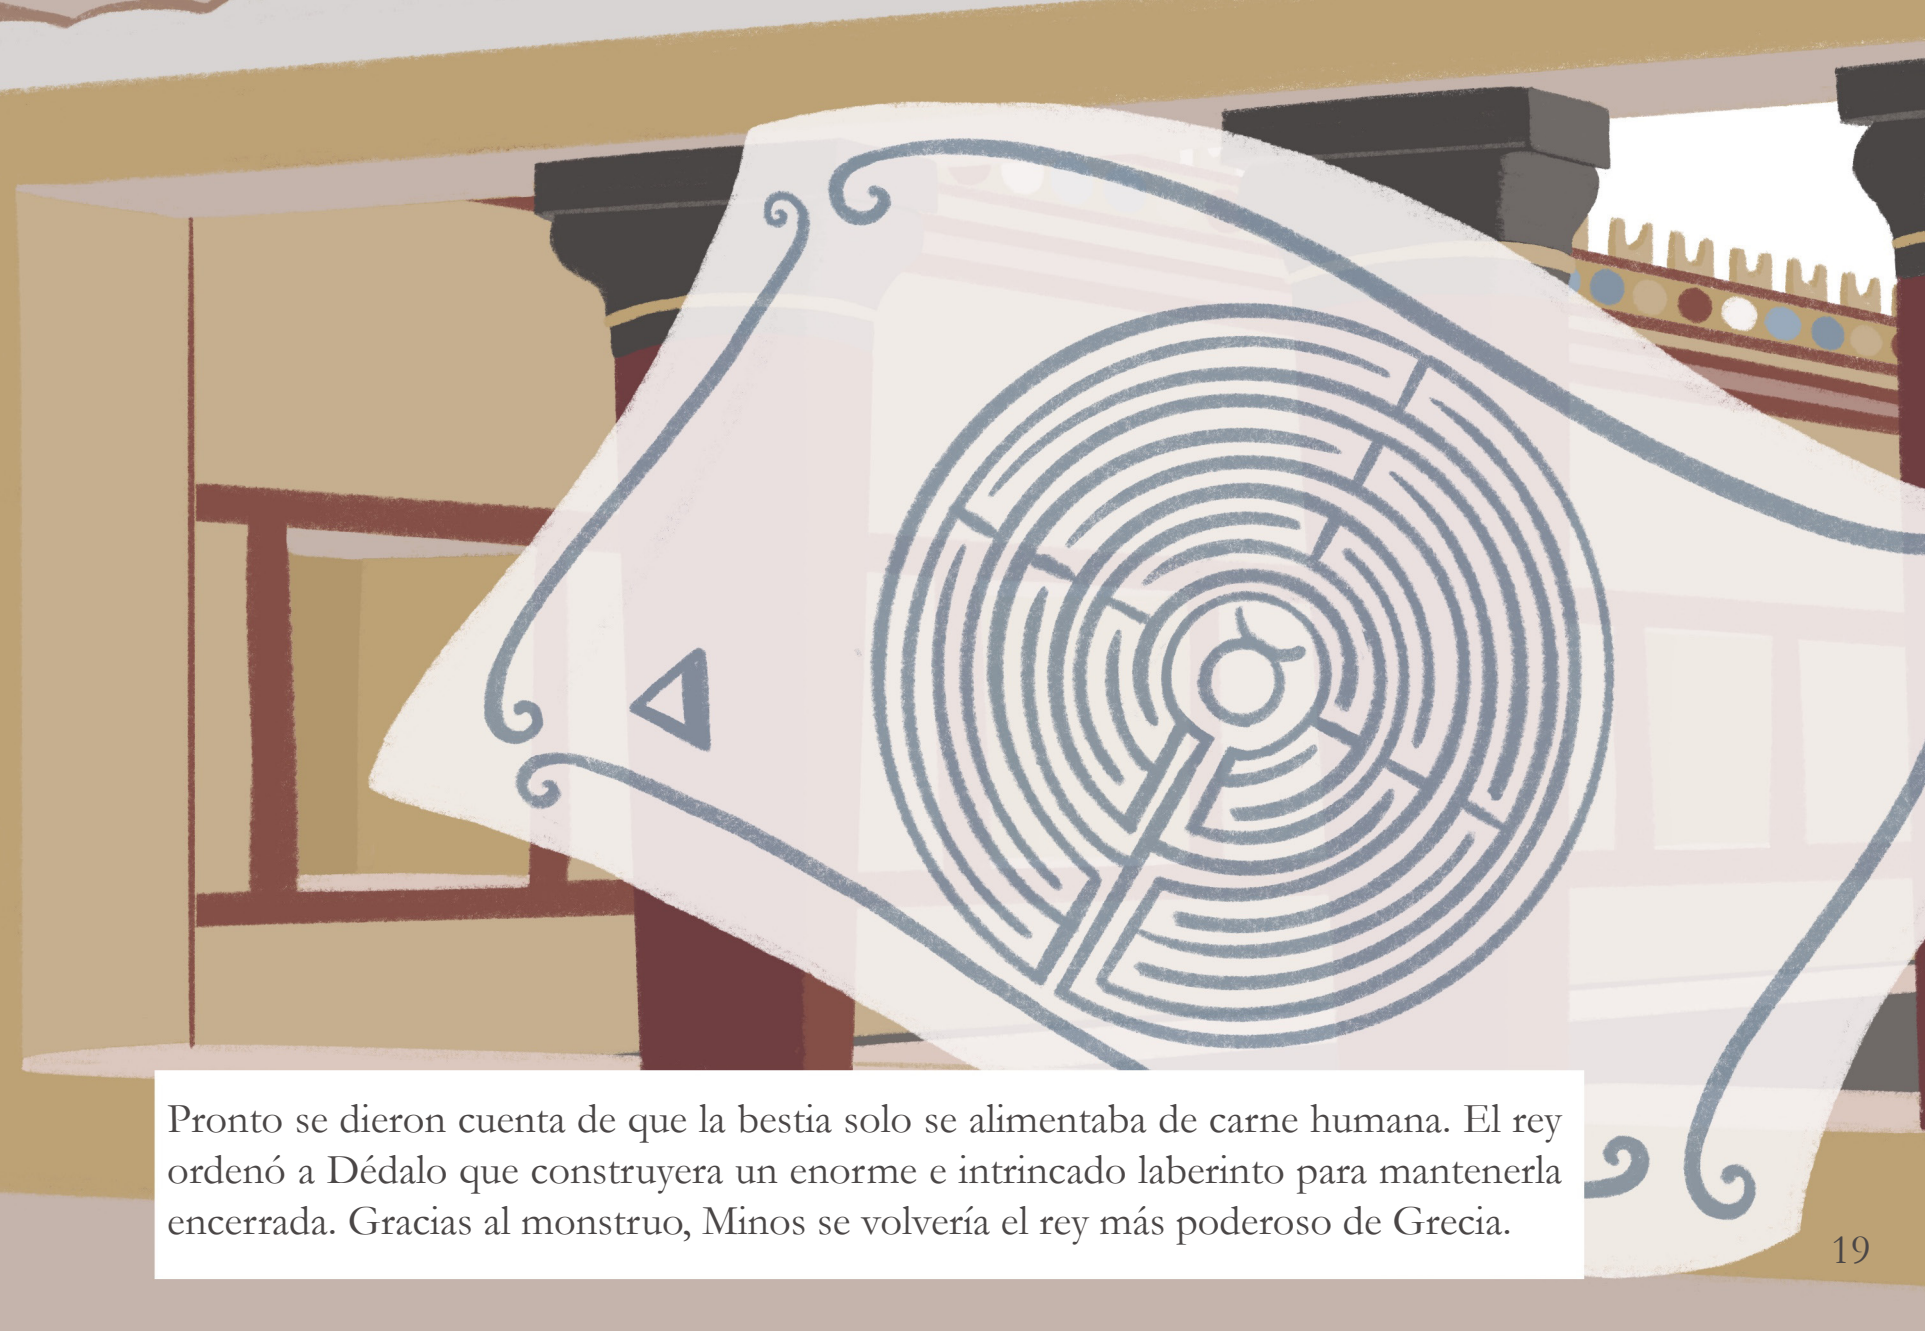 Pronto se dieron cuenta de que la bestia solo se alimentaba de carne humana. El rey
ordenó a Dédalo que construyera un enorme e intrincado laberinto para mantenerla
encerrada. Gracias al monstruo, Minos se volvería el rey más poderoso de Grecia.
19